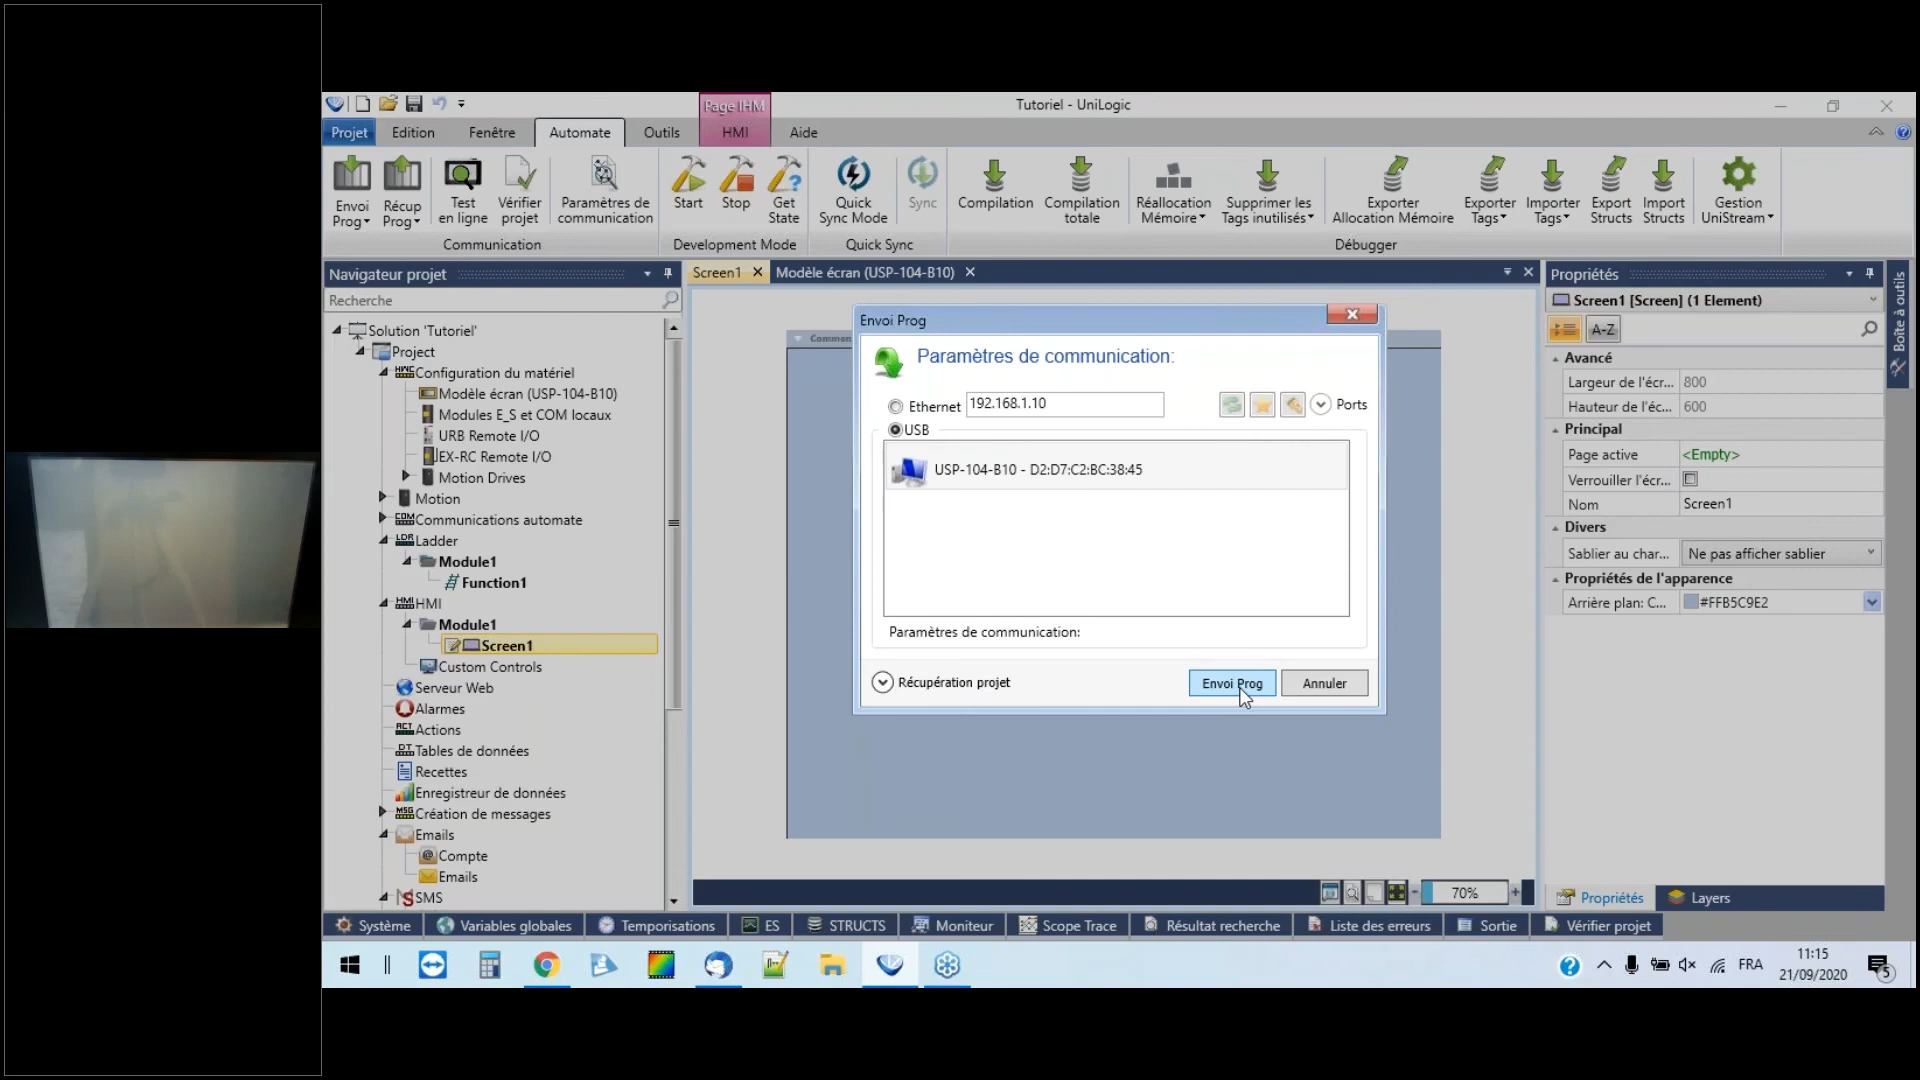 Page IHM
Tutoriel - UniLogic
Projet Edition Fenêtre Automate Outils HMI Aide
Envoi Prog
Récup Prog
Test en ligne
Vérifier projet
Paramètres de communication
Start
Stop
Get State
Quick Sync Mode
Sync
Compilation
Compilation totale
Réallocation Mémoire
Supprimer les Tags inutilisés
Exporter Allocation Mémoire
Exporter Tags
Importer Tags
Export Structs
Import Structs
Gestion UniStream
Communication
Development Mode
Quick Sync
Débugger
Navigateur projet
Recherche
Solution 'Tutoriel'
Project
HWC Configuration du matériel
Modèle écran (USP-104-B10)
Modules E_S et COM locaux
URB Remote I/O
EX-RC Remote I/O
Motion Drives
Motion
COM Communications automate
LDR Ladder
Module1
Function1
HMI HMI
Module1
Screen1
Custom Controls
Serveur Web
Alarmes
ACT Actions
DT Tables de données
Recettes
Enregistreur de données
MSG Création de messages
Emails
Compte
Emails
SMS
Screen1
Modèle écran (USP-104-B10)
Envoi Prog
Paramètres de communication:
Ethernet 192.168.1.10
Ports
USB
USP-104-B10 - D2:D7:C2:BC:38:45
Paramètres de communication:
Récupération projet
Envoi Prog
Annuler
70%
Propriétés
Screen1 [Screen] (1 Element)
A-Z
Avancé
Largeur de l'écr... 800
Hauteur de l'éc... 600
Principal
Page active <Empty>
Verrouiller l'écr...
Nom Screen1
Divers
Sablier au char... Ne pas afficher sablier
Propriétés de l'apparence
Arrière plan: C... #FFB5C9E2
Boîte à outils
Propriétés
Layers
Système
Variables globales
Temporisations
ES
STRUCTS
Moniteur
Scope Trace
Résultat recherche
Liste des erreurs
Sortie
Vérifier projet
FRA
11:15
21/09/2020
5